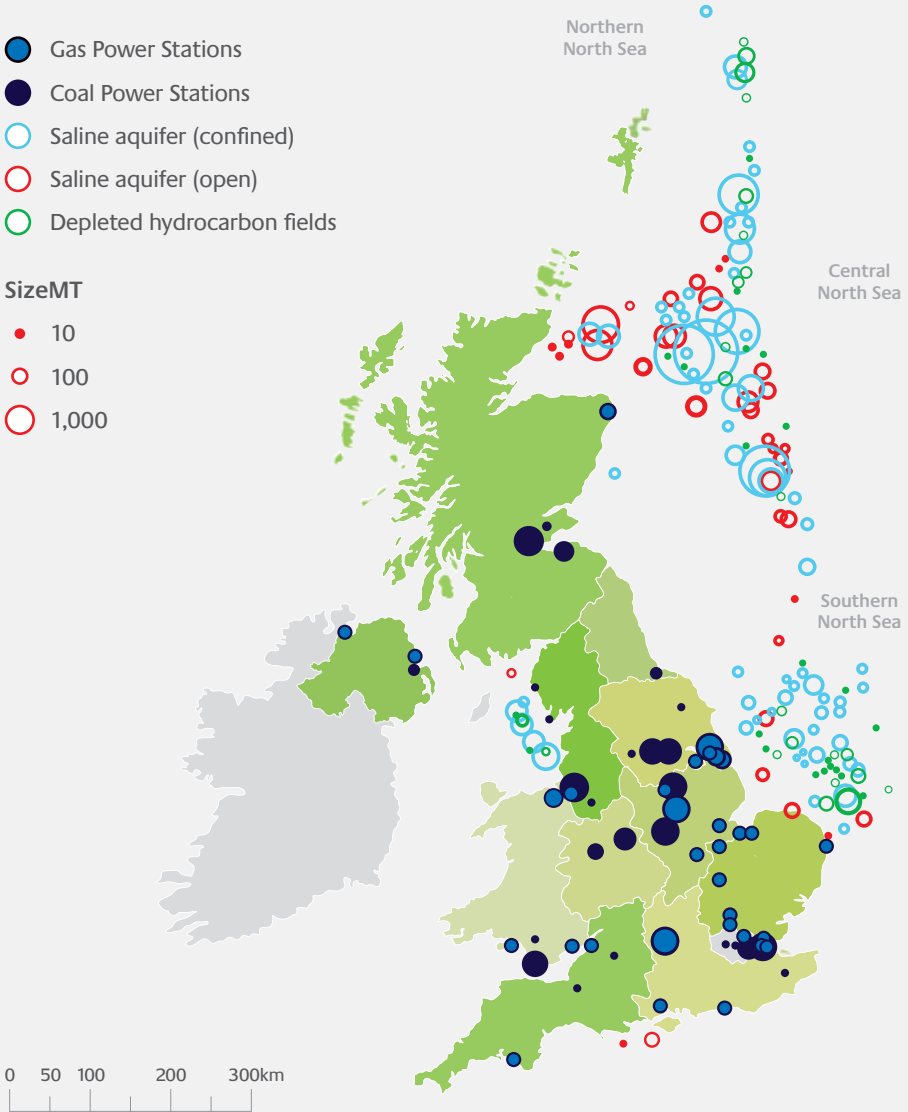 Northern
North Sea
Gas Power Stations
Coal Power Stations
Saline aquifer (confined)
Saline aquifer (open)
Depleted hydrocarbon fields
Central
North Sea
SizeMT
10
100
1,000
Southern
North Sea
0 50 100 200 300km